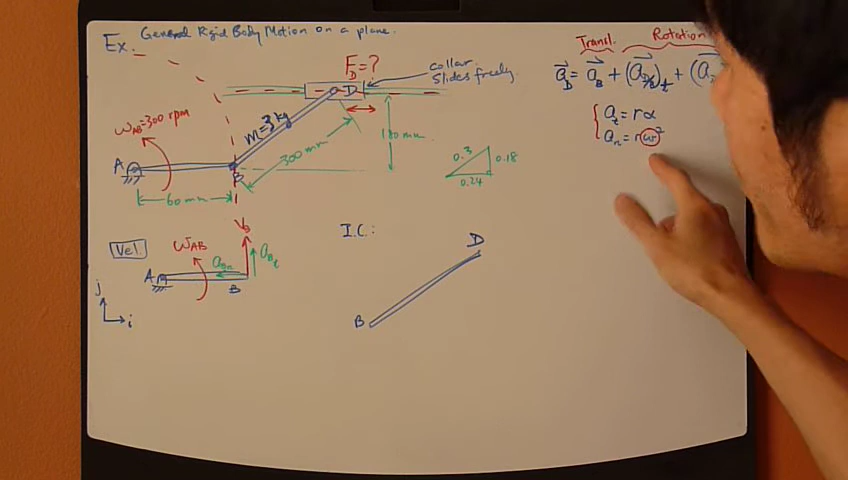 Ex. General Rigid Body Motion on a plane.
F_D = ?
collar
Slides freely.
D
ω_AB = 300 rpm
m = 3 kg
300 mm
180 mm
A
B
60 mm
0.3
0.18
0.24
Transl. Rotation
a_D = a_B + (a_D/B)_t + (a
{ a_t = rα
a_n = rω²
Vel.
ω_AB
V_B
a_Bn
a_Bt
A
B
j
i
I.C.:
D
B